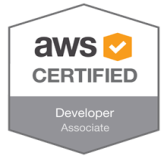 aws
CERTIFIED
Developer
Associate